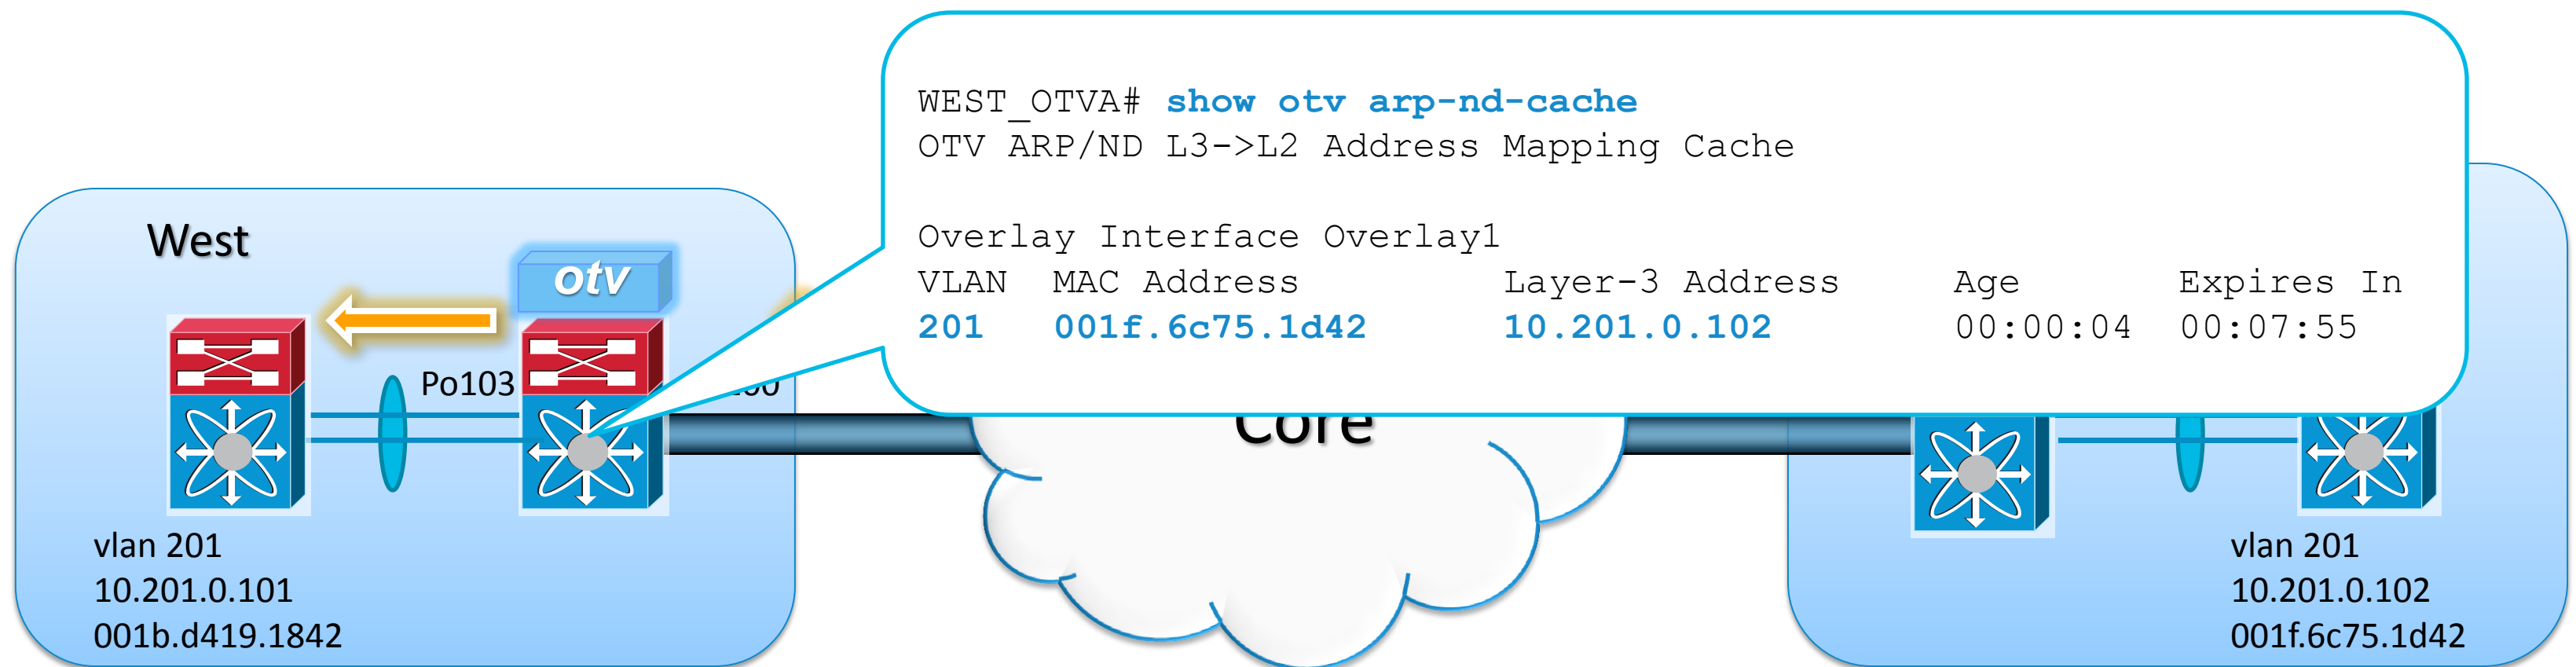 WEST_OTVA# show otv arp-nd-cache
OTV ARP/ND L3->L2 Address Mapping Cache
Overlay Interface Overlay1
VLAN MAC Address Layer-3 Address Age Expires In
201 001f.6c75.1d42 10.201.0.102 00:00:04 00:07:55
West
otv
Po103
Core
vlan 201
10.201.0.101
001b.d419.1842
vlan 201
10.201.0.102
001f.6c75.1d42